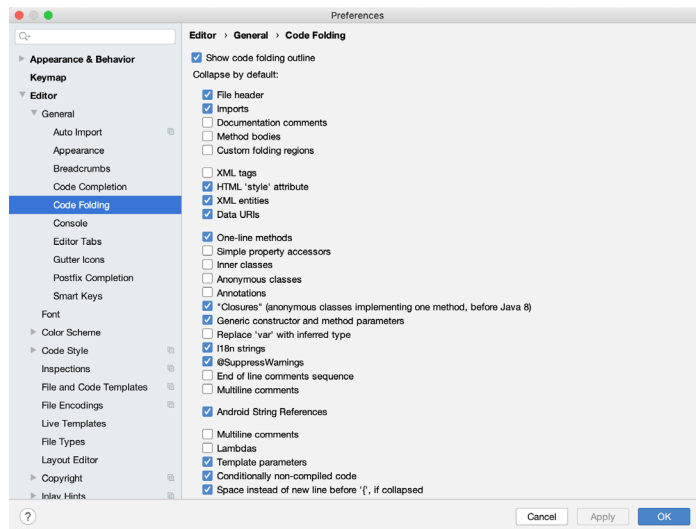 Preferences
Appearance & Behavior
Keymap
Editor
General
Auto Import
Appearance
Breadcrumbs
Code Completion
Code Folding
Console
Editor Tabs
Gutter Icons
Postfix Completion
Smart Keys
Font
Color Scheme
Code Style
Inspections
File and Code Templates
File Encodings
Live Templates
File Types
Layout Editor
Copyright
Inlay Hints
Editor › General › Code Folding
Show code folding outline
Collapse by default:
File header
Imports
Documentation comments
Method bodies
Custom folding regions
XML tags
HTML 'style' attribute
XML entities
Data URIs
One-line methods
Simple property accessors
Inner classes
Anonymous classes
Annotations
"Closures" (anonymous classes implementing one method, before Java 8)
Generic constructor and method parameters
Replace 'var' with inferred type
I18n strings
@SuppressWarnings
End of line comments sequence
Multiline comments
Android String References
Multiline comments
Lambdas
Template parameters
Conditionally non-compiled code
Space instead of new line before '{', if collapsed
?
Cancel
Apply
OK